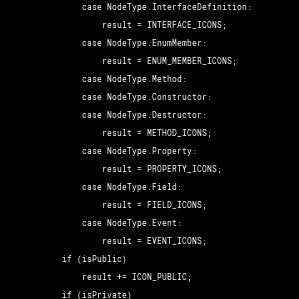 case NodeType.InterfaceDefinition:
result = INTERFACE_ICONS;
case NodeType.EnumMember:
result = ENUM_MEMBER_ICONS;
case NodeType.Method:
case NodeType.Constructor:
case NodeType.Destructor:
result = METHOD_ICONS;
case NodeType.Property:
result = PROPERTY_ICONS;
case NodeType.Field:
result = FIELD_ICONS;
case NodeType.Event:
result = EVENT_ICONS;
if (isPublic)
result += ICON_PUBLIC;
if (isPrivate)